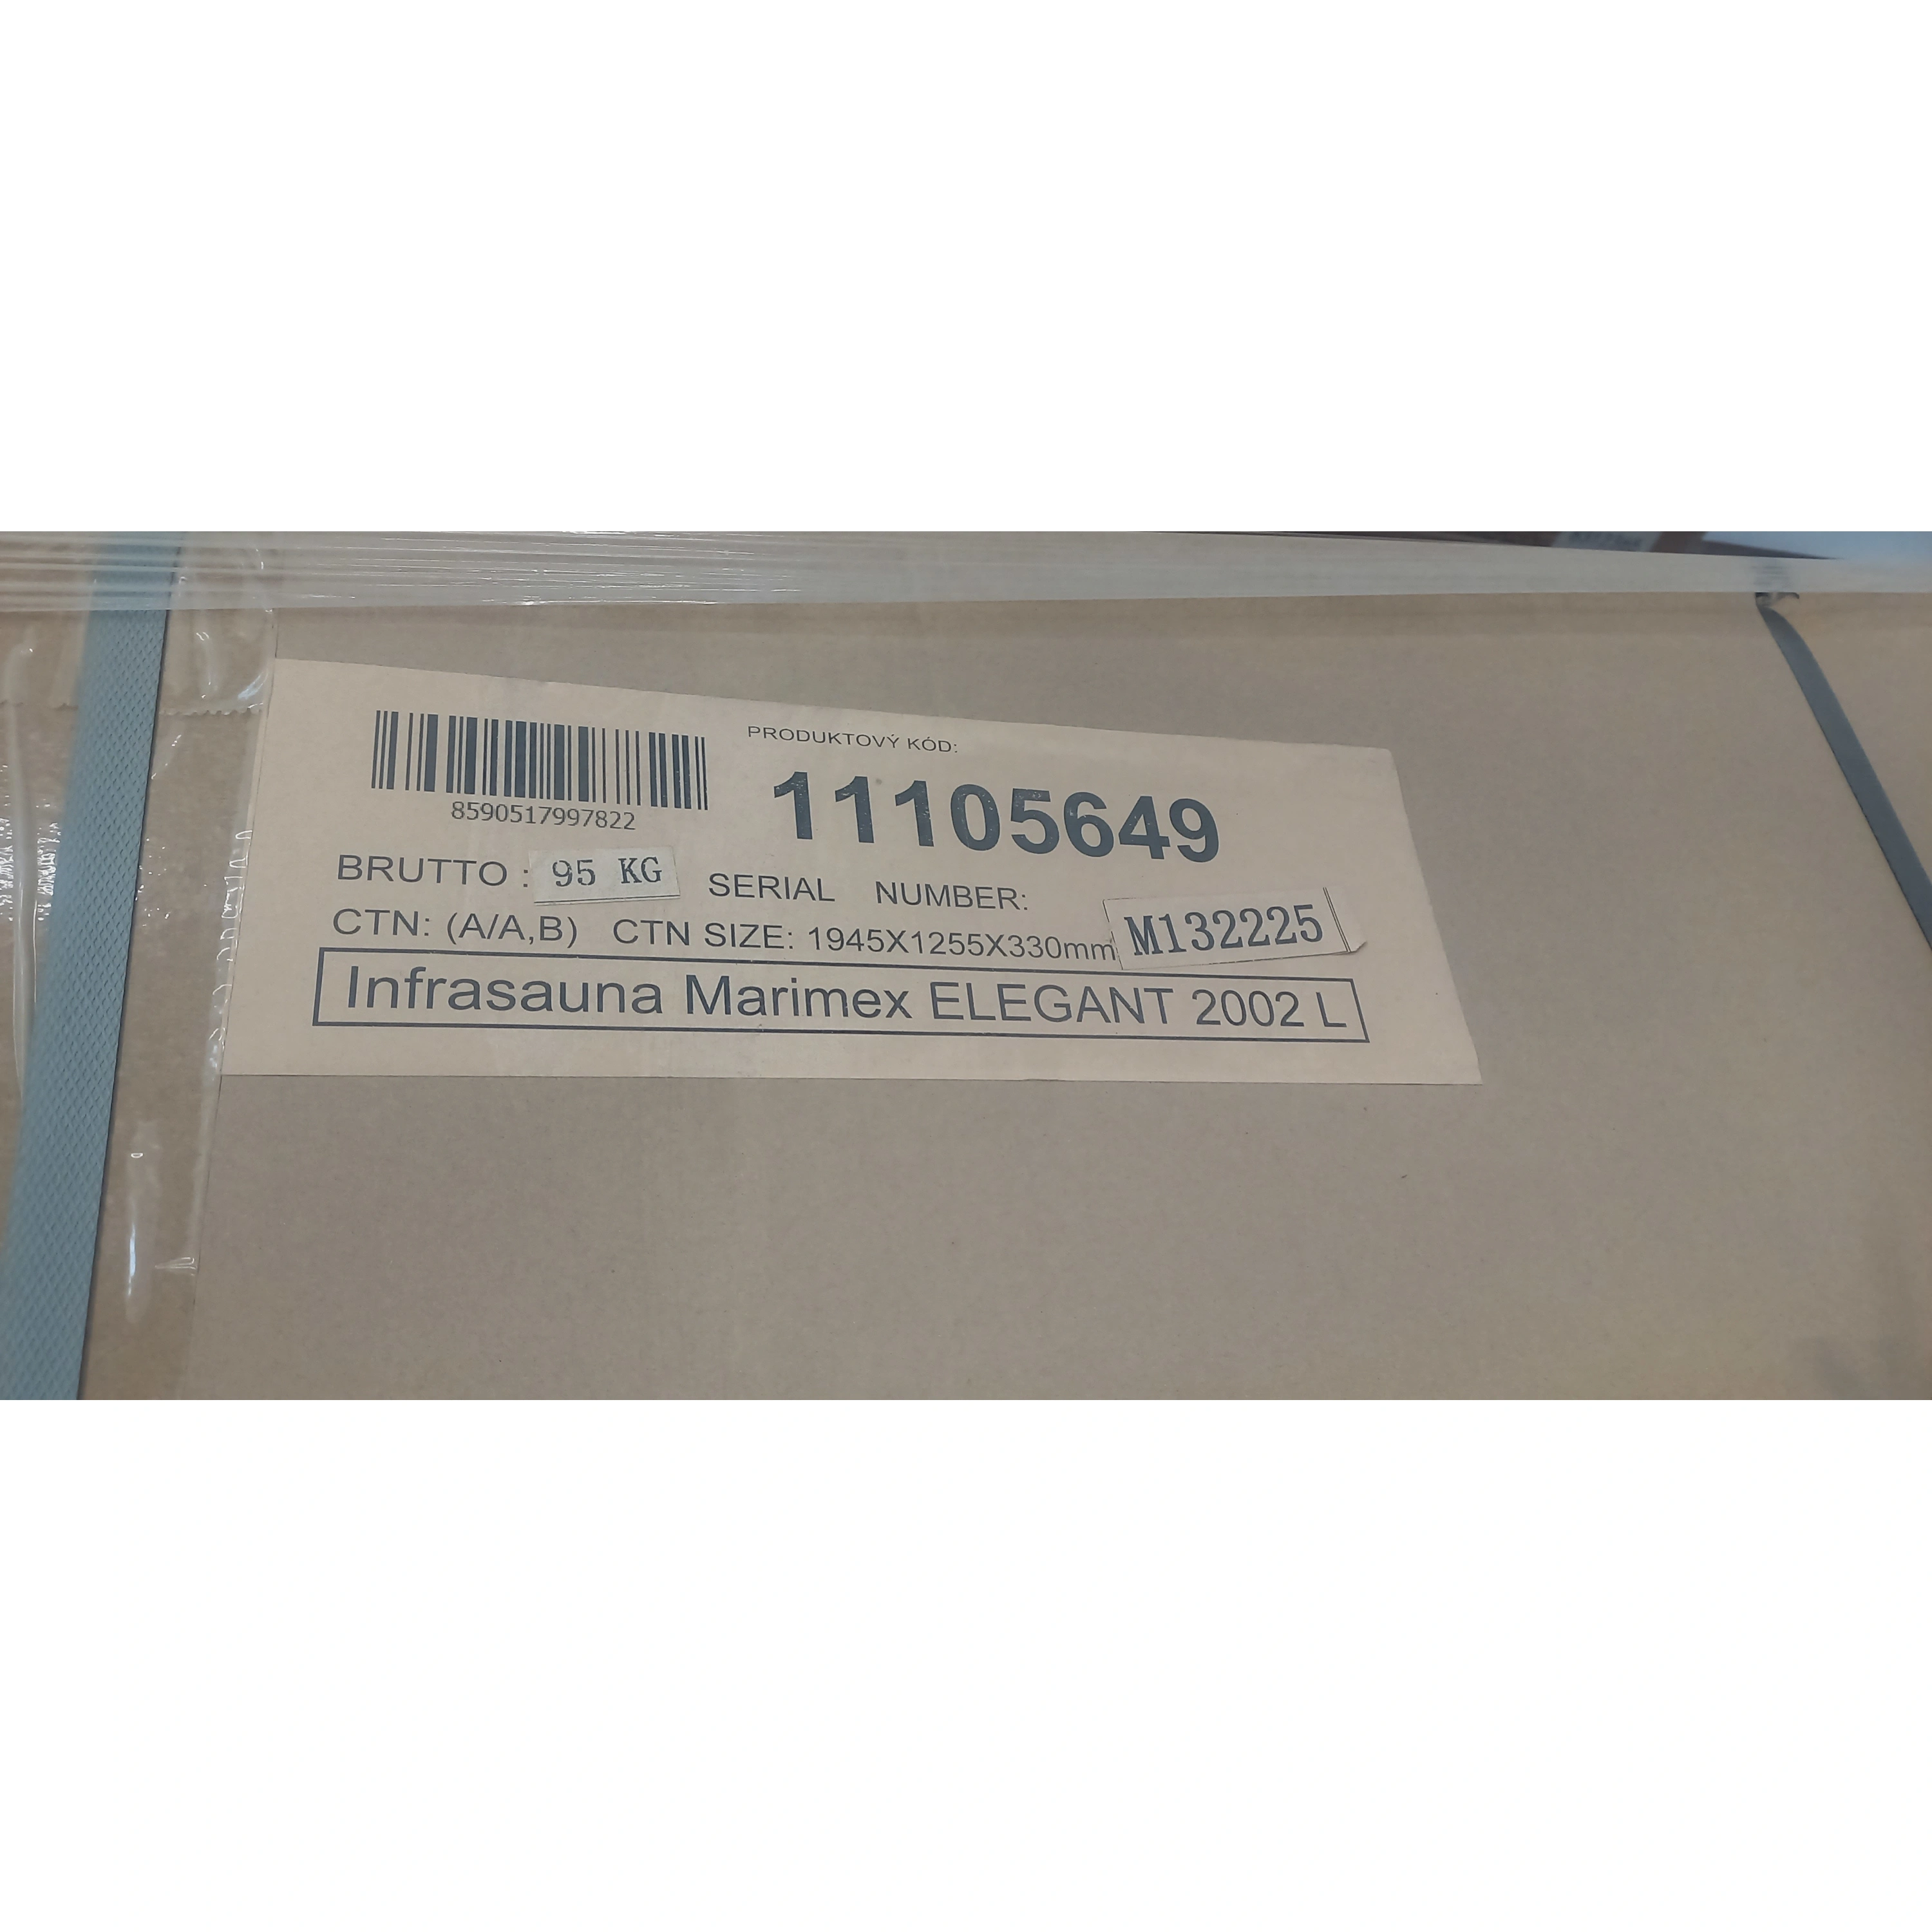 PRODUKTOVÝ KÓD:
8590517997822
11105649
BRUTTO : 95 KG SERIAL NUMBER:
M132225
CTN: (A/A,B) CTN SIZE: 1945X1255X330mm
Infrasauna Marimex ELEGANT 2002 L